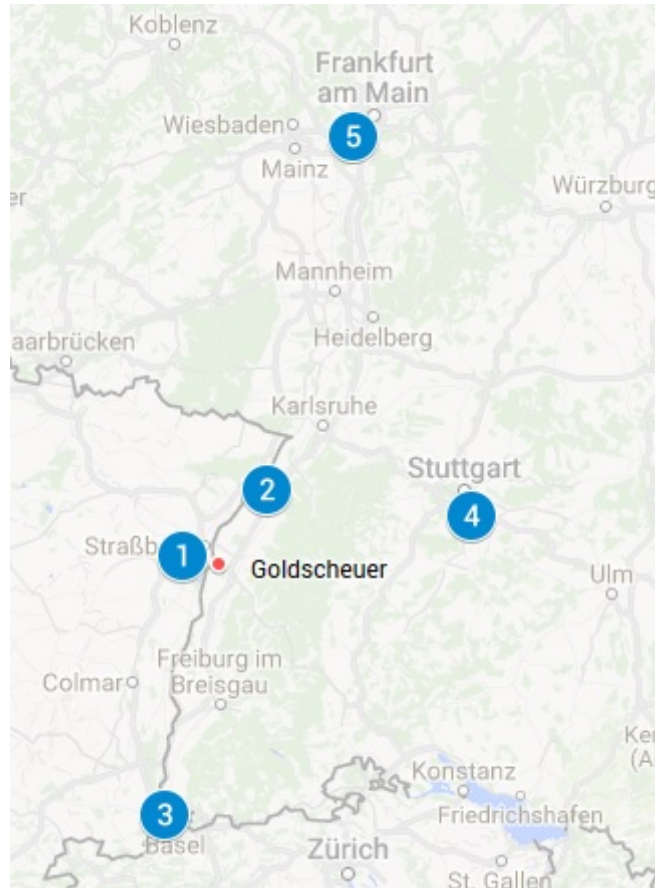 Koblenz
Frankfurt
am Main
Wiesbaden
5
Mainz
Würzburg
Mannheim
aarbrücken
Heidelberg
Karlsruhe
2
Stuttgart
4
Straßb
1
Goldscheuer
Ulm
Freiburg im
Breisgau
Colmar
Konstanz
3
Friedrichshafen
Basel
Zürich
St. Gallen